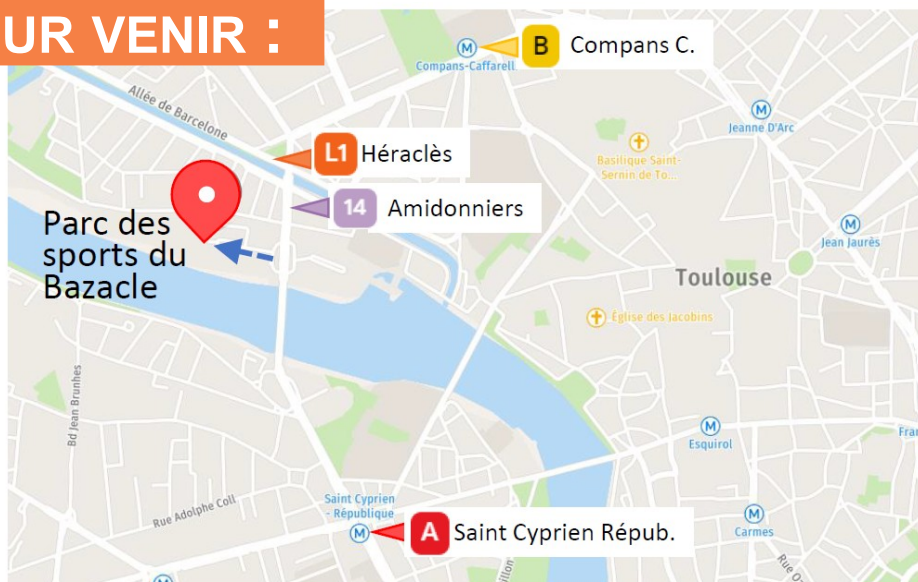 UR VENIR :
B Compans C.
Compans-Caffarelli
Allée de Barcelone
Jeanne D'Arc
L1 Héraclès
Basilique Saint-
Sernin de To...
14 Amidonniers
Parc des
sports du
Bazacle
Jean Jaurès
Toulouse
Église des Jacobins
Bd Jean Brunhes
Esquirol
Fran
Saint Cyprien
- République
Rue Adolphe Coll
A Saint Cyprien Répub.
Carmes
M